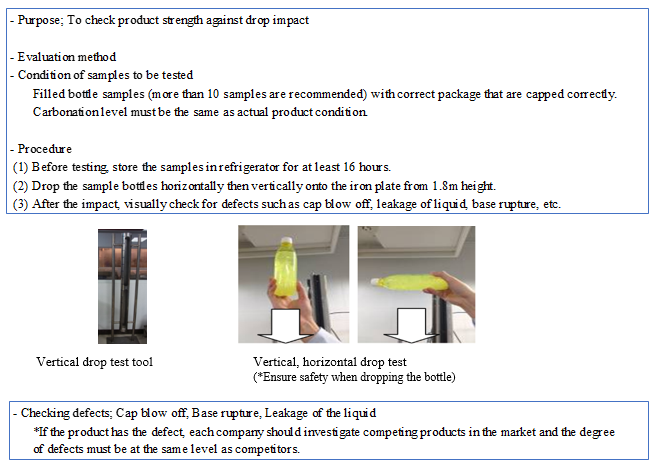 - Purpose; To check product strength against drop impact
- Evaluation method
- Condition of samples to be tested
Filled bottle samples (more than 10 samples are recommended) with correct package that are capped correctly.
Carbonation level must be the same as actual product condition.
- Procedure
(1) Before testing, store the samples in refrigerator for at least 16 hours.
(2) Drop the sample bottles horizontally then vertically onto the iron plate from 1.8m height.
(3) After the impact, visually check for defects such as cap blow off, leakage of liquid, base rupture, etc.
Vertical drop test tool
Vertical, horizontal drop test
(*Ensure safety when dropping the bottle)
- Checking defects; Cap blow off, Base rupture, Leakage of the liquid
*If the product has the defect, each company should investigate competing products in the market and the degree
of defects must be at the same level as competitors.